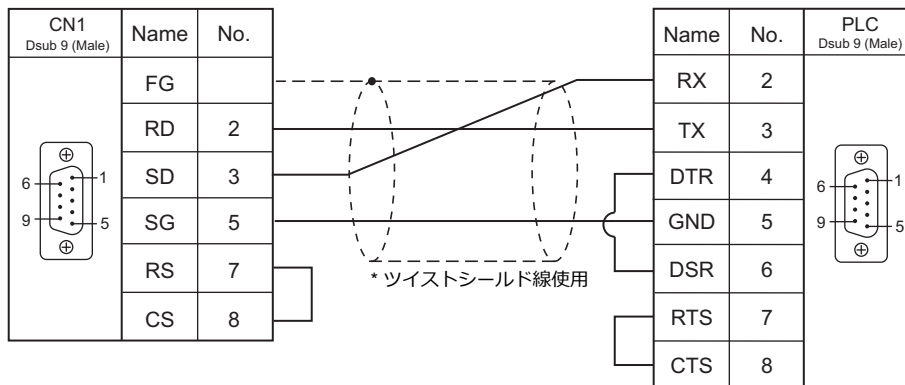 CN1
Dsub 9 (Male)
Name No.
FG
RD 2
SD 3
SG 5
RS 7
CS 8
6 1
9 5
* ツイストシールド線使用
Name No.
RX 2
TX 3
DTR 4
GND 5
DSR 6
RTS 7
CTS 8
PLC
Dsub 9 (Male)
6 1
9 5